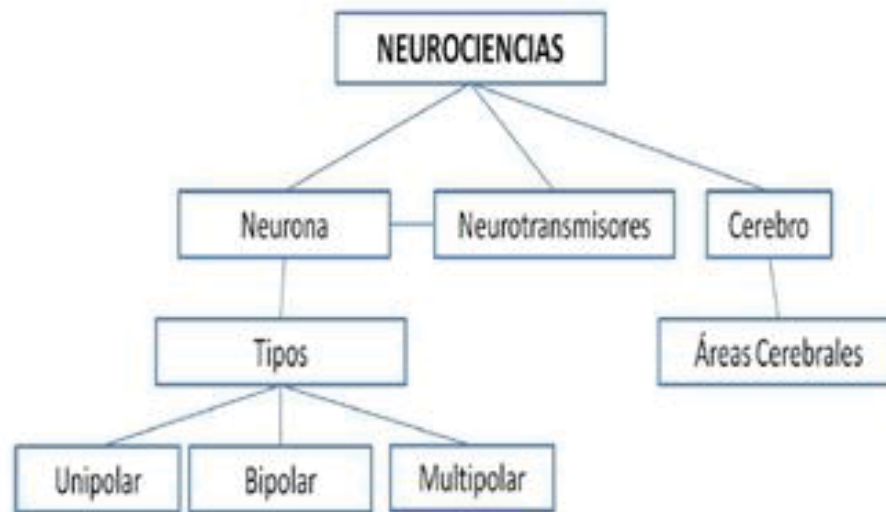 NEUROCIENCIAS
Neurona
Neurotransmisores
Cerebro
Tipos
Áreas Cerebrales
Unipolar
Bipolar
Multipolar